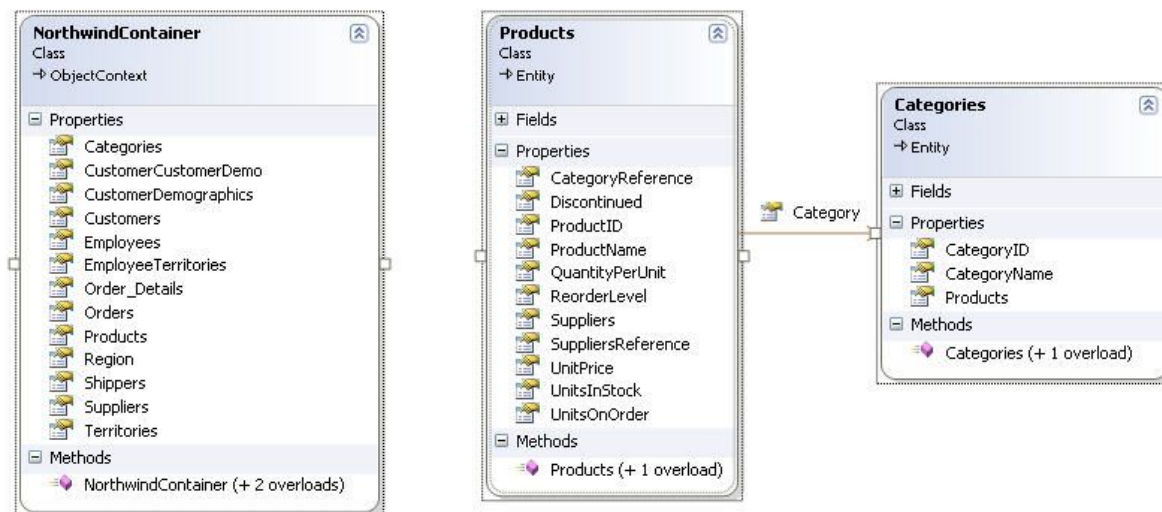 NorthwindContainer
Class
ObjectContext
Properties
Categories
CustomerCustomerDemo
CustomerDemographics
Customers
Employees
EmployeeTerritories
Order_Details
Orders
Products
Region
Shippers
Suppliers
Territories
Methods
NorthwindContainer (+ 2 overloads)
Products
Class
Entity
Fields
Properties
CategoryReference
Discontinued
ProductID
ProductName
QuantityPerUnit
ReorderLevel
Suppliers
SuppliersReference
UnitPrice
UnitsInStock
UnitsOnOrder
Methods
Products (+ 1 overload)
Category
Categories
Class
Entity
Fields
Properties
CategoryID
CategoryName
Products
Methods
Categories (+ 1 overload)